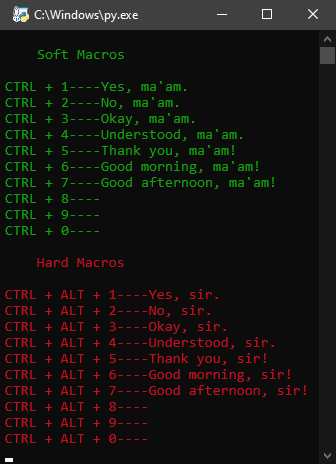 C:\Windows\py.exe
Soft Macros
CTRL + 1----Yes, ma'am.
CTRL + 2----No, ma'am.
CTRL + 3----Okay, ma'am.
CTRL + 4----Understood, ma'am.
CTRL + 5----Thank you, ma'am!
CTRL + 6----Good morning, ma'am!
CTRL + 7----Good afternoon, ma'am!
CTRL + 8----
CTRL + 9----
CTRL + 0----
Hard Macros
CTRL + ALT + 1----Yes, sir.
CTRL + ALT + 2----No, sir.
CTRL + ALT + 3----Okay, sir.
CTRL + ALT + 4----Understood, sir.
CTRL + ALT + 5----Thank you, sir!
CTRL + ALT + 6----Good morning, sir!
CTRL + ALT + 7----Good afternoon, sir!
CTRL + ALT + 8----
CTRL + ALT + 9----
CTRL + ALT + 0----